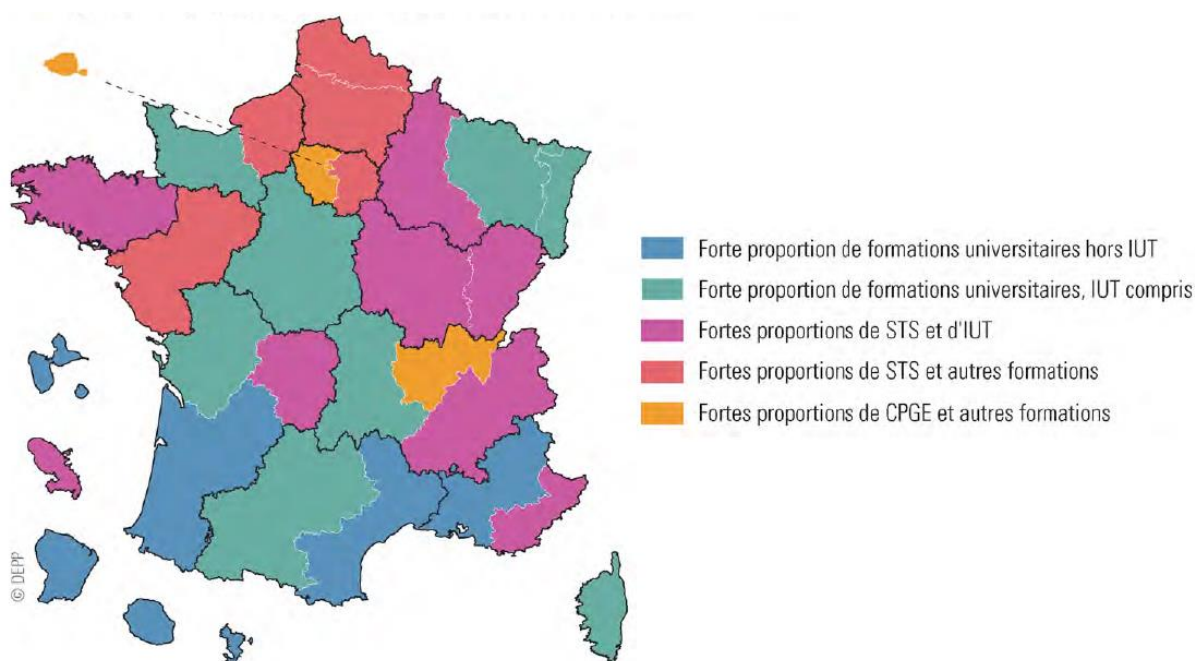 Forte proportion de formations universitaires hors IUT
Forte proportion de formations universitaires, IUT compris
Fortes proportions de STS et d'IUT
Fortes proportions de STS et autres formations
Fortes proportions de CPGE et autres formations
© DEPP